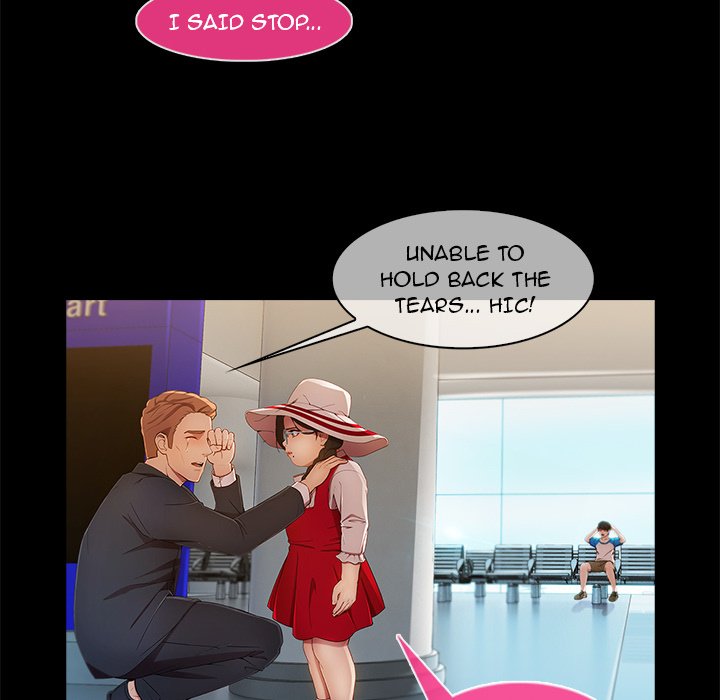 I SAID STOP...
UNABLE TO
HOLD BACK THE
TEARS... HIC!
art